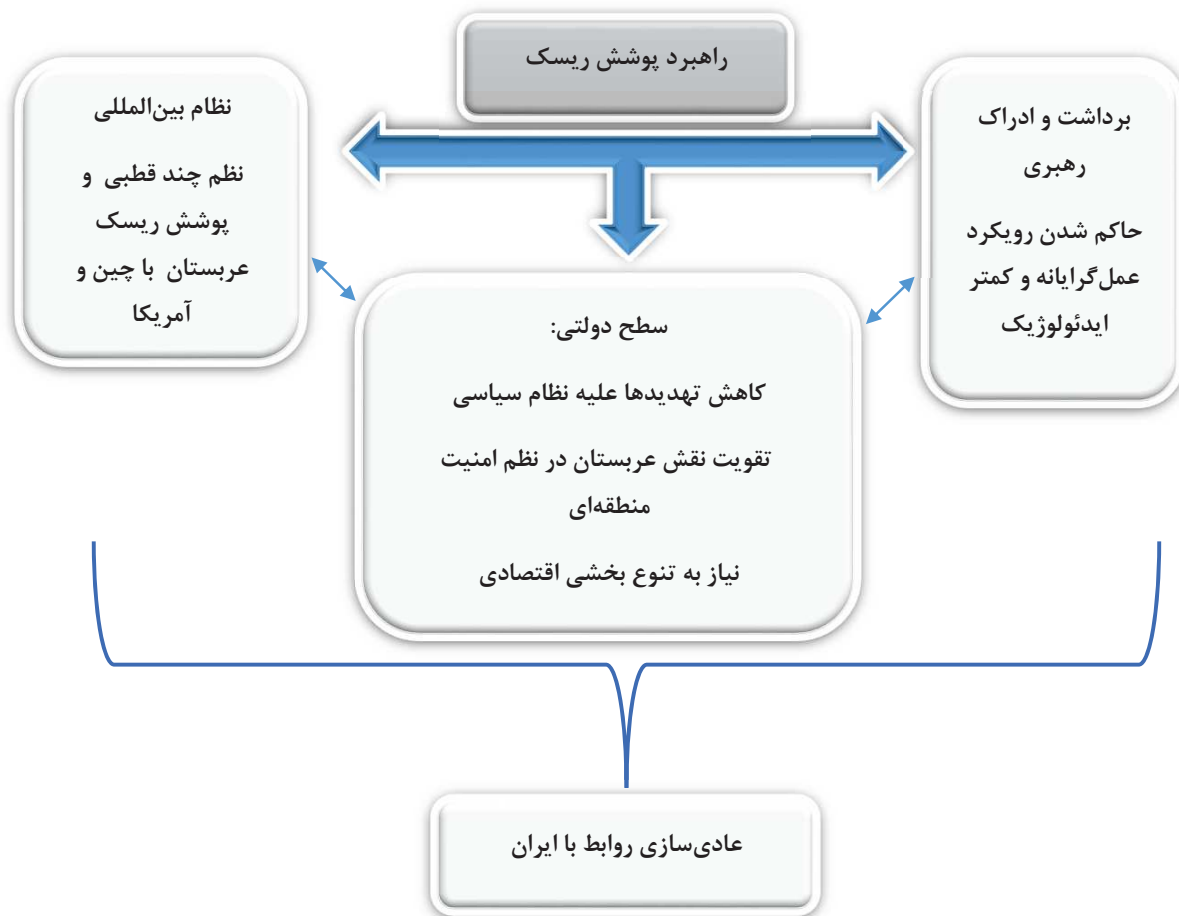 راهبرد پوشش ریسک
برداشت و ادراک
رهبری
حاکم شدن رویکرد
عمل‌گرایانه و کمتر
ایدئولوژیک
نظام بین‌المللی
نظم چند قطبی و
پوشش ریسک
عربستان با چین و
آمریکا
سطح دولتی:
کاهش تهدیدها علیه نظام سیاسی
تقویت نقش عربستان در نظم امنیت
منطقه‌ای
نیاز به تنوع بخشی اقتصادی
عادی‌سازی روابط با ایران